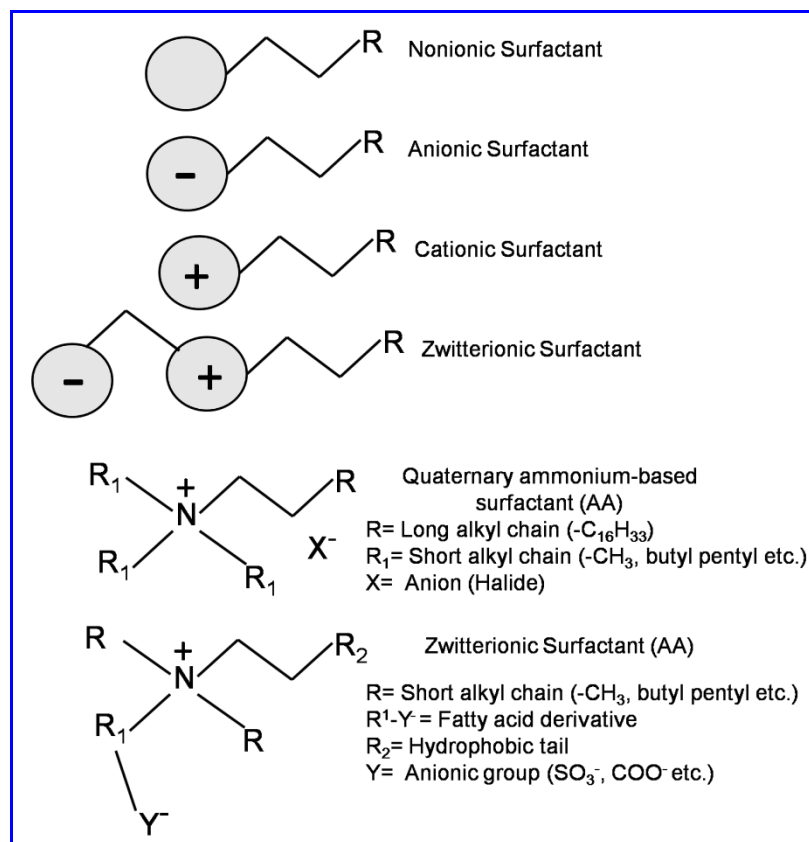 R Nonionic Surfactant
- R Anionic Surfactant
+ R Cationic Surfactant
- + R Zwitterionic Surfactant
R₁ + N R R₁ R₁ X⁻
Quaternary ammonium-based
surfactant (AA)
R= Long alkyl chain (-C₁₆H₃₃)
R₁= Short alkyl chain (-CH₃, butyl pentyl etc.)
X= Anion (Halide)
R + N R₂ R₁ R Y⁻
Zwitterionic Surfactant (AA)
R= Short alkyl chain (-CH₃, butyl pentyl etc.)
R¹-Y⁻= Fatty acid derivative
R₂= Hydrophobic tail
Y= Anionic group (SO₃⁻, COO⁻ etc.)